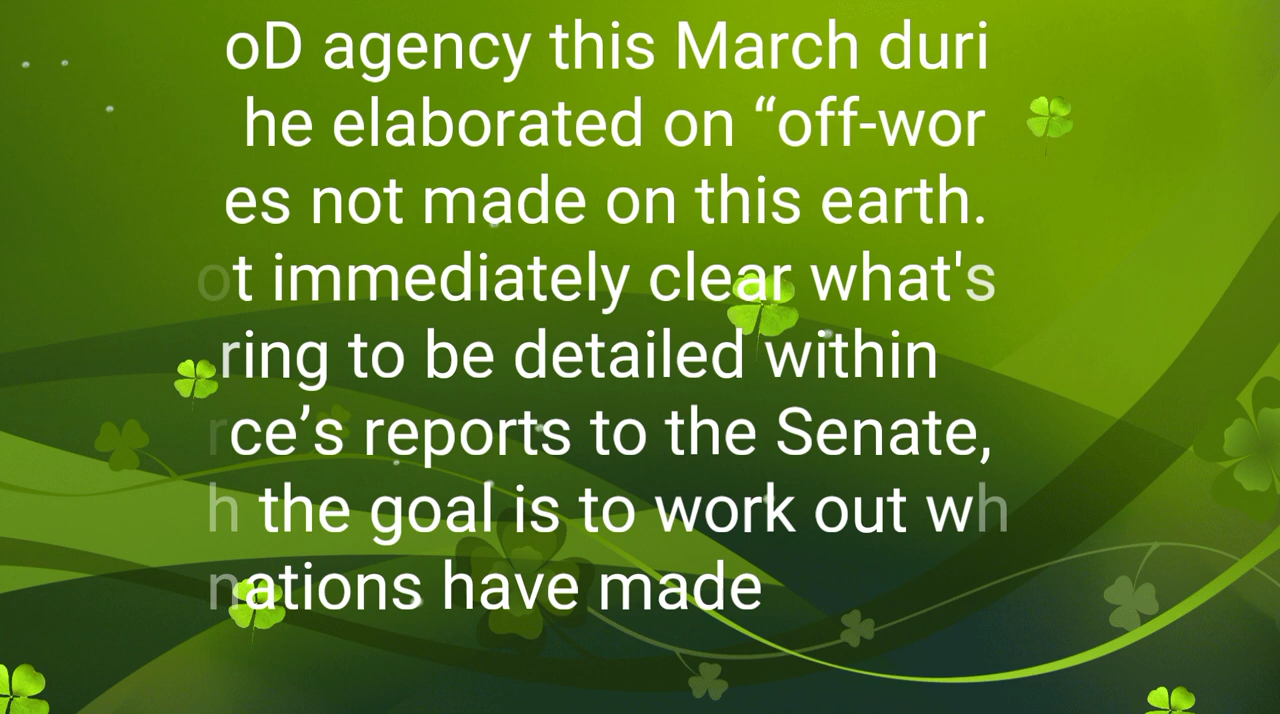 oD agency this March duri
he elaborated on “off-wor
es not made on this earth.
ot immediately clear what's
ring to be detailed within
rce’s reports to the Senate,
h the goal is to work out wh
nations have made